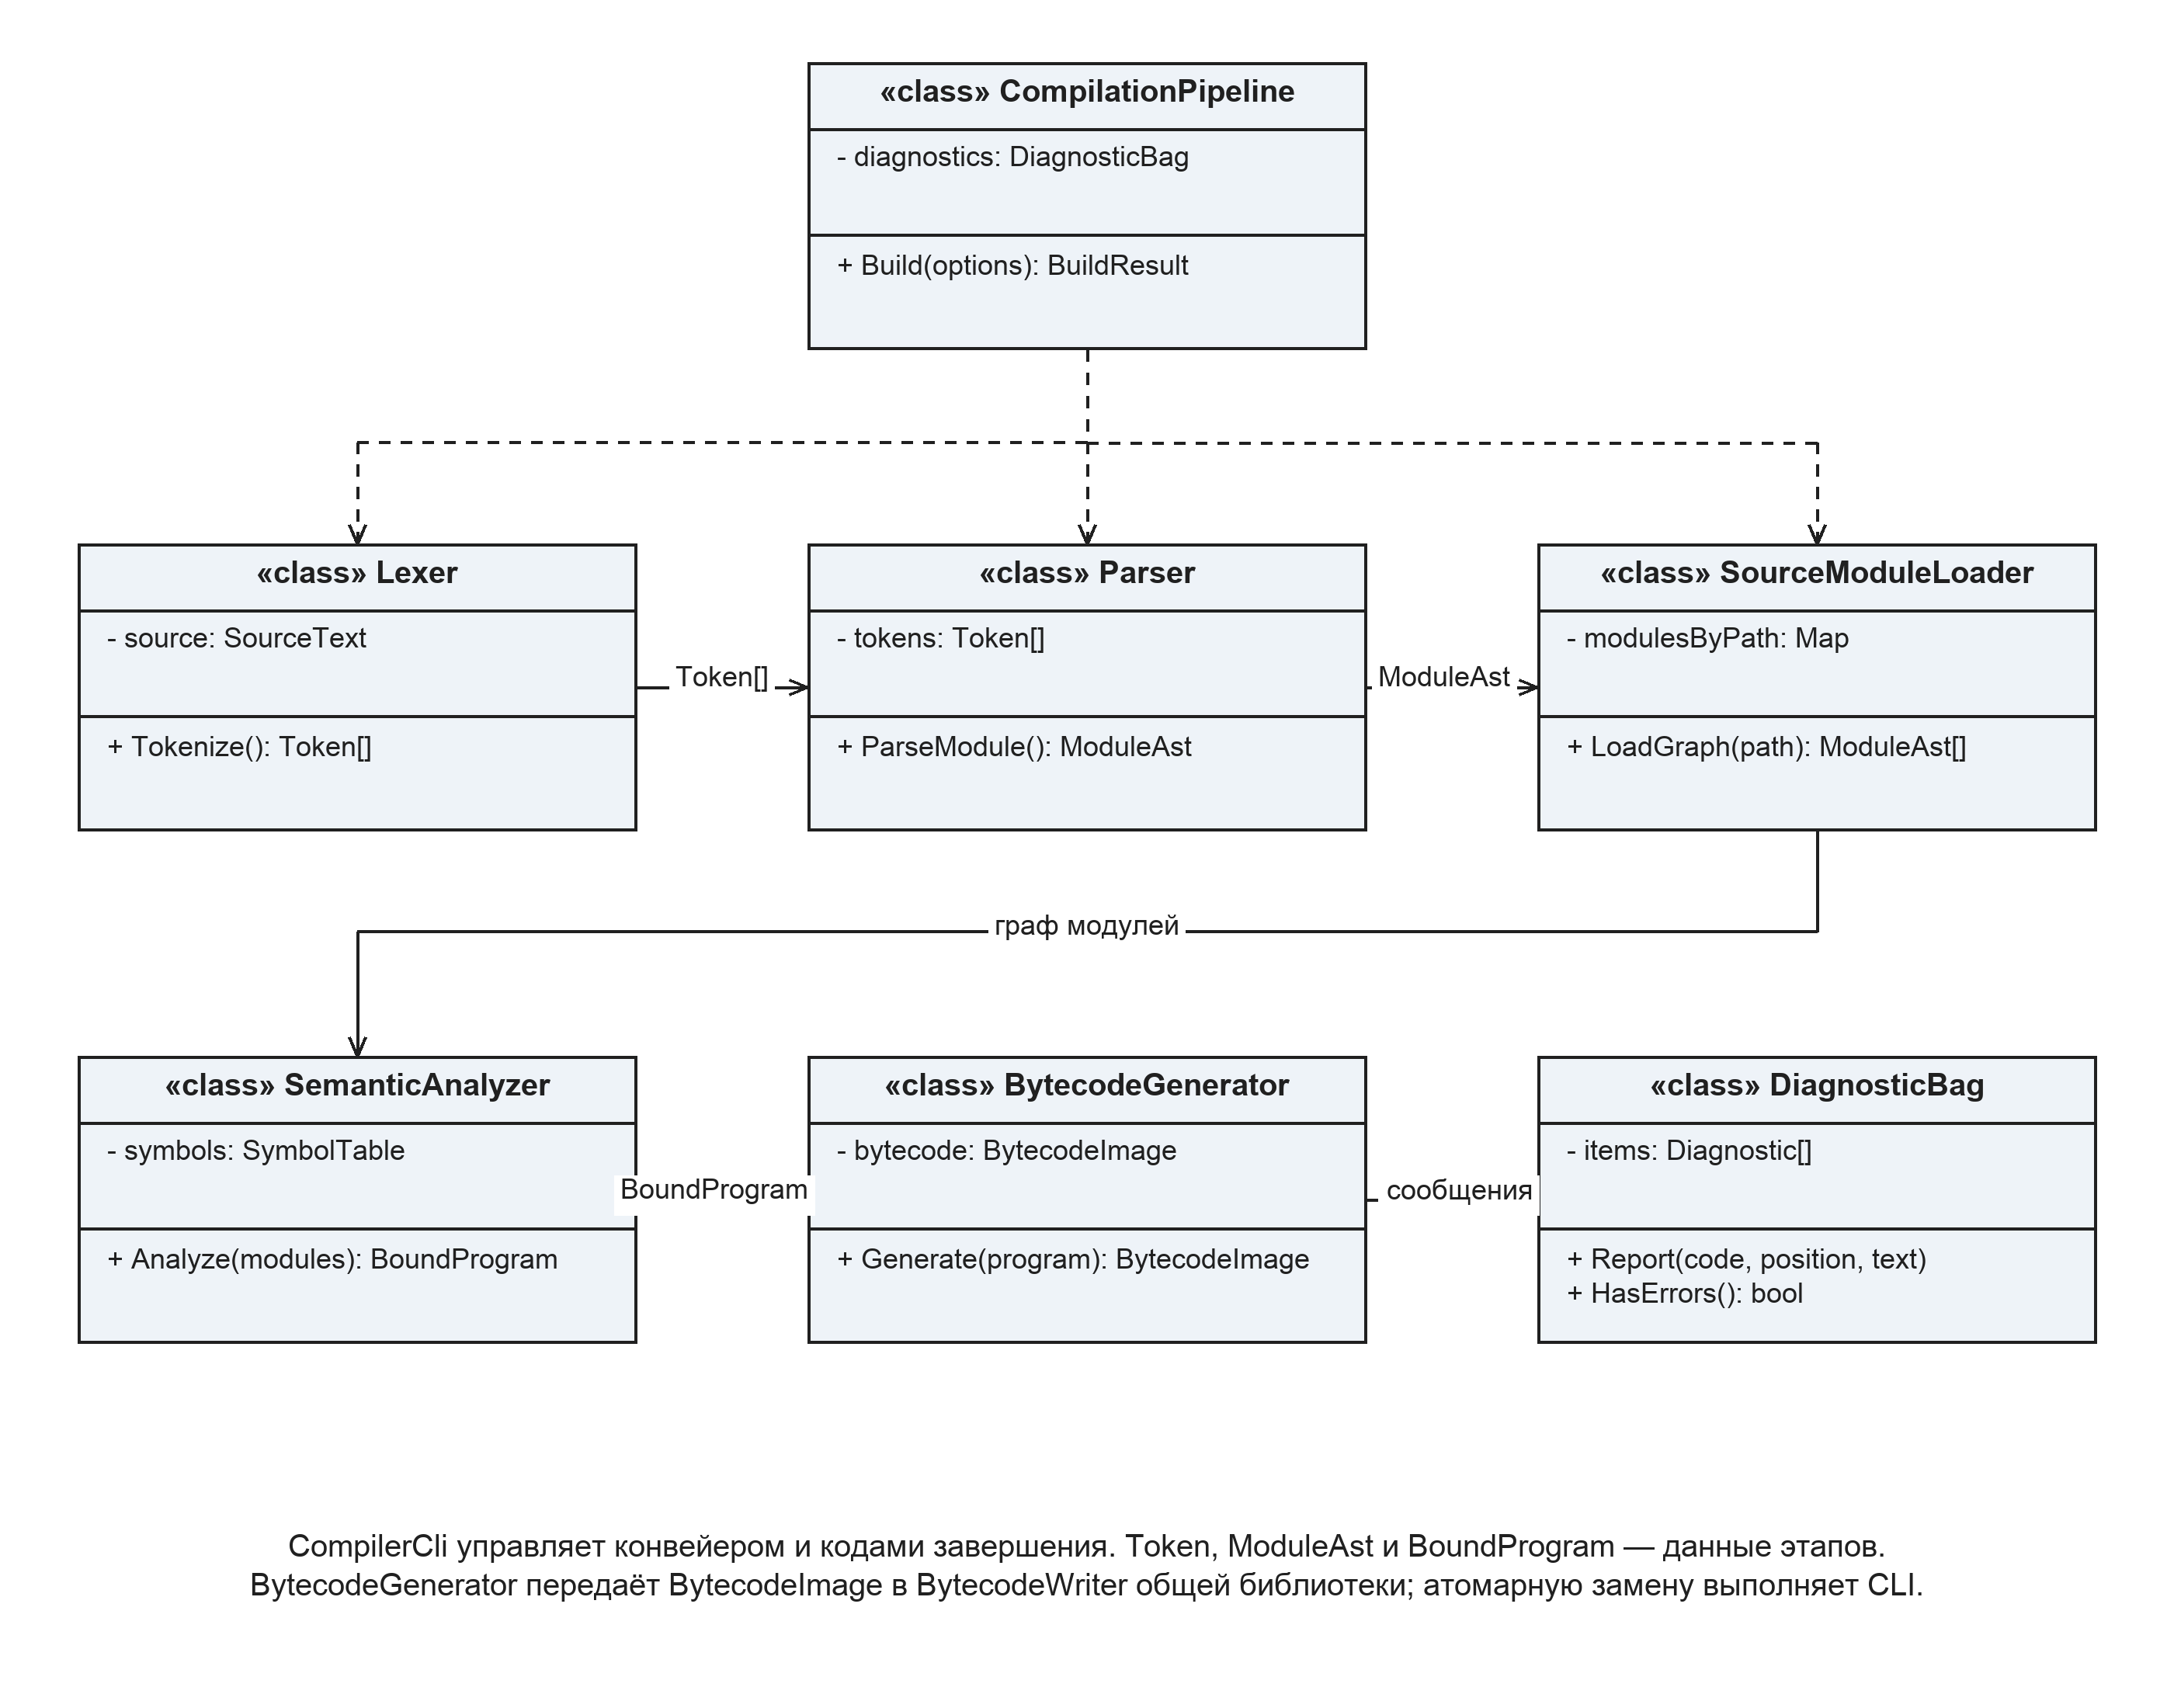 «class» CompilationPipeline
- diagnostics: DiagnosticBag
+ Build(options): BuildResult
«class» Lexer
- source: SourceText
+ Tokenize(): Token[]
Token[]
«class» Parser
- tokens: Token[]
+ ParseModule(): ModuleAst
ModuleAst
«class» SourceModuleLoader
- modulesByPath: Map
+ LoadGraph(path): ModuleAst[]
граф модулей
«class» SemanticAnalyzer
- symbols: SymbolTable
+ Analyze(modules): BoundProgram
BoundProgram
«class» BytecodeGenerator
- bytecode: BytecodeImage
+ Generate(program): BytecodeImage
сообщения
«class» DiagnosticBag
- items: Diagnostic[]
+ Report(code, position, text)
+ HasErrors(): bool
CompilerCli управляет конвейером и кодами завершения. Token, ModuleAst и BoundProgram — данные этапов.
BytecodeGenerator передаёт BytecodeImage в BytecodeWriter общей библиотеки; атомарную замену выполняет CLI.